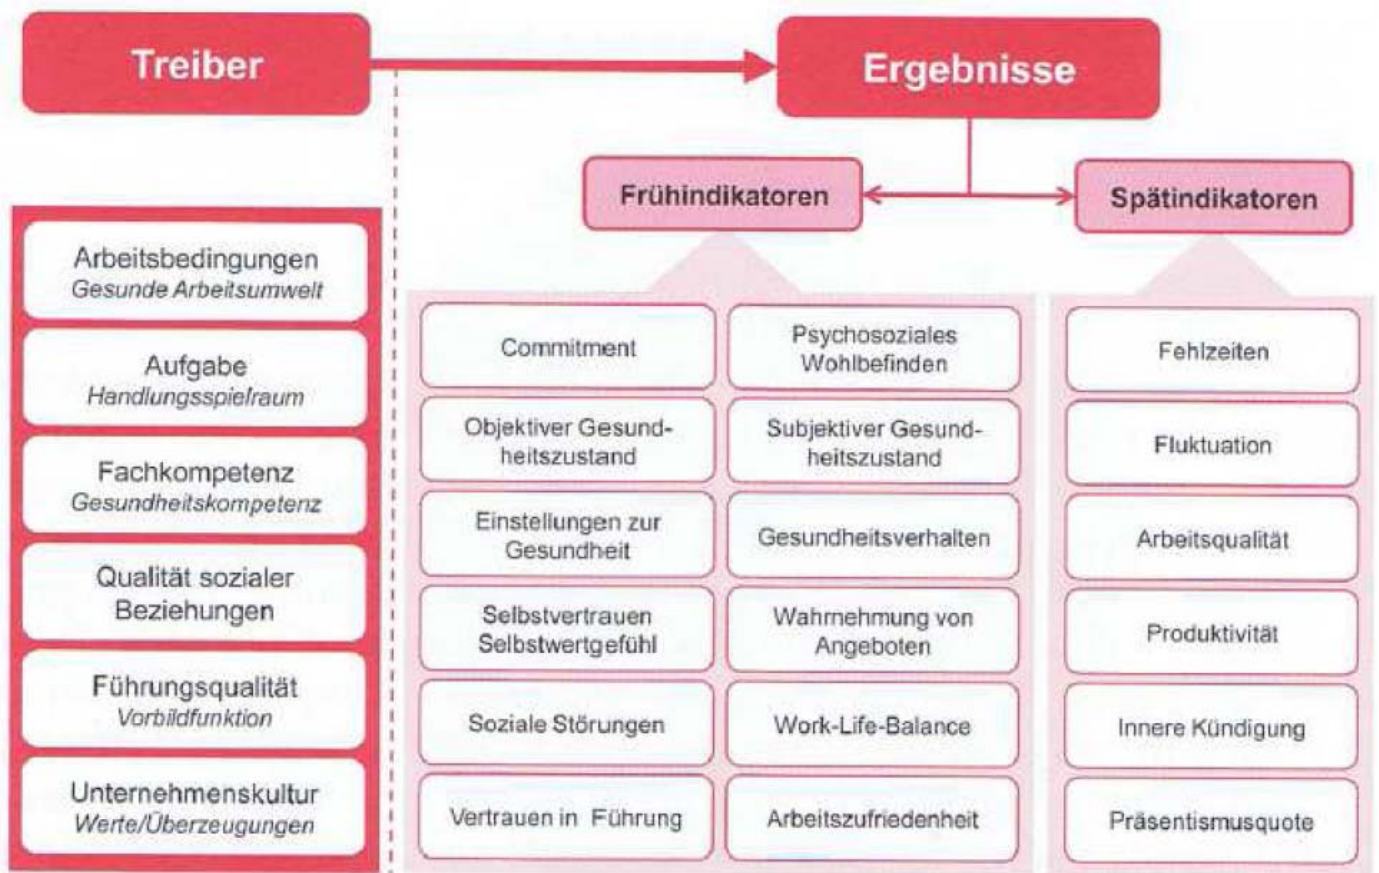 Treiber
Ergebnisse
Frühindikatoren
Spätindikatoren
Arbeitsbedingungen
Gesunde Arbeitsumwelt
Aufgabe
Handlungsspielraum
Fachkompetenz
Gesundheitskompetenz
Qualität sozialer
Beziehungen
Führungsqualität
Vorbildfunktion
Unternehmenskultur
Werte/Überzeugungen
Commitment
Psychosoziales
Wohlbefinden
Objektiver Gesund-
heitszustand
Subjektiver Gesund-
heitszustand
Einstellungen zur
Gesundheit
Gesundheitsverhalten
Selbstvertrauen
Selbstwertgefühl
Wahrnehmung von
Angeboten
Soziale Störungen
Work-Life-Balance
Vertrauen in Führung
Arbeitszufriedenheit
Fehlzeiten
Fluktuation
Arbeitsqualität
Produktivität
Innere Kündigung
Präsentismusquote